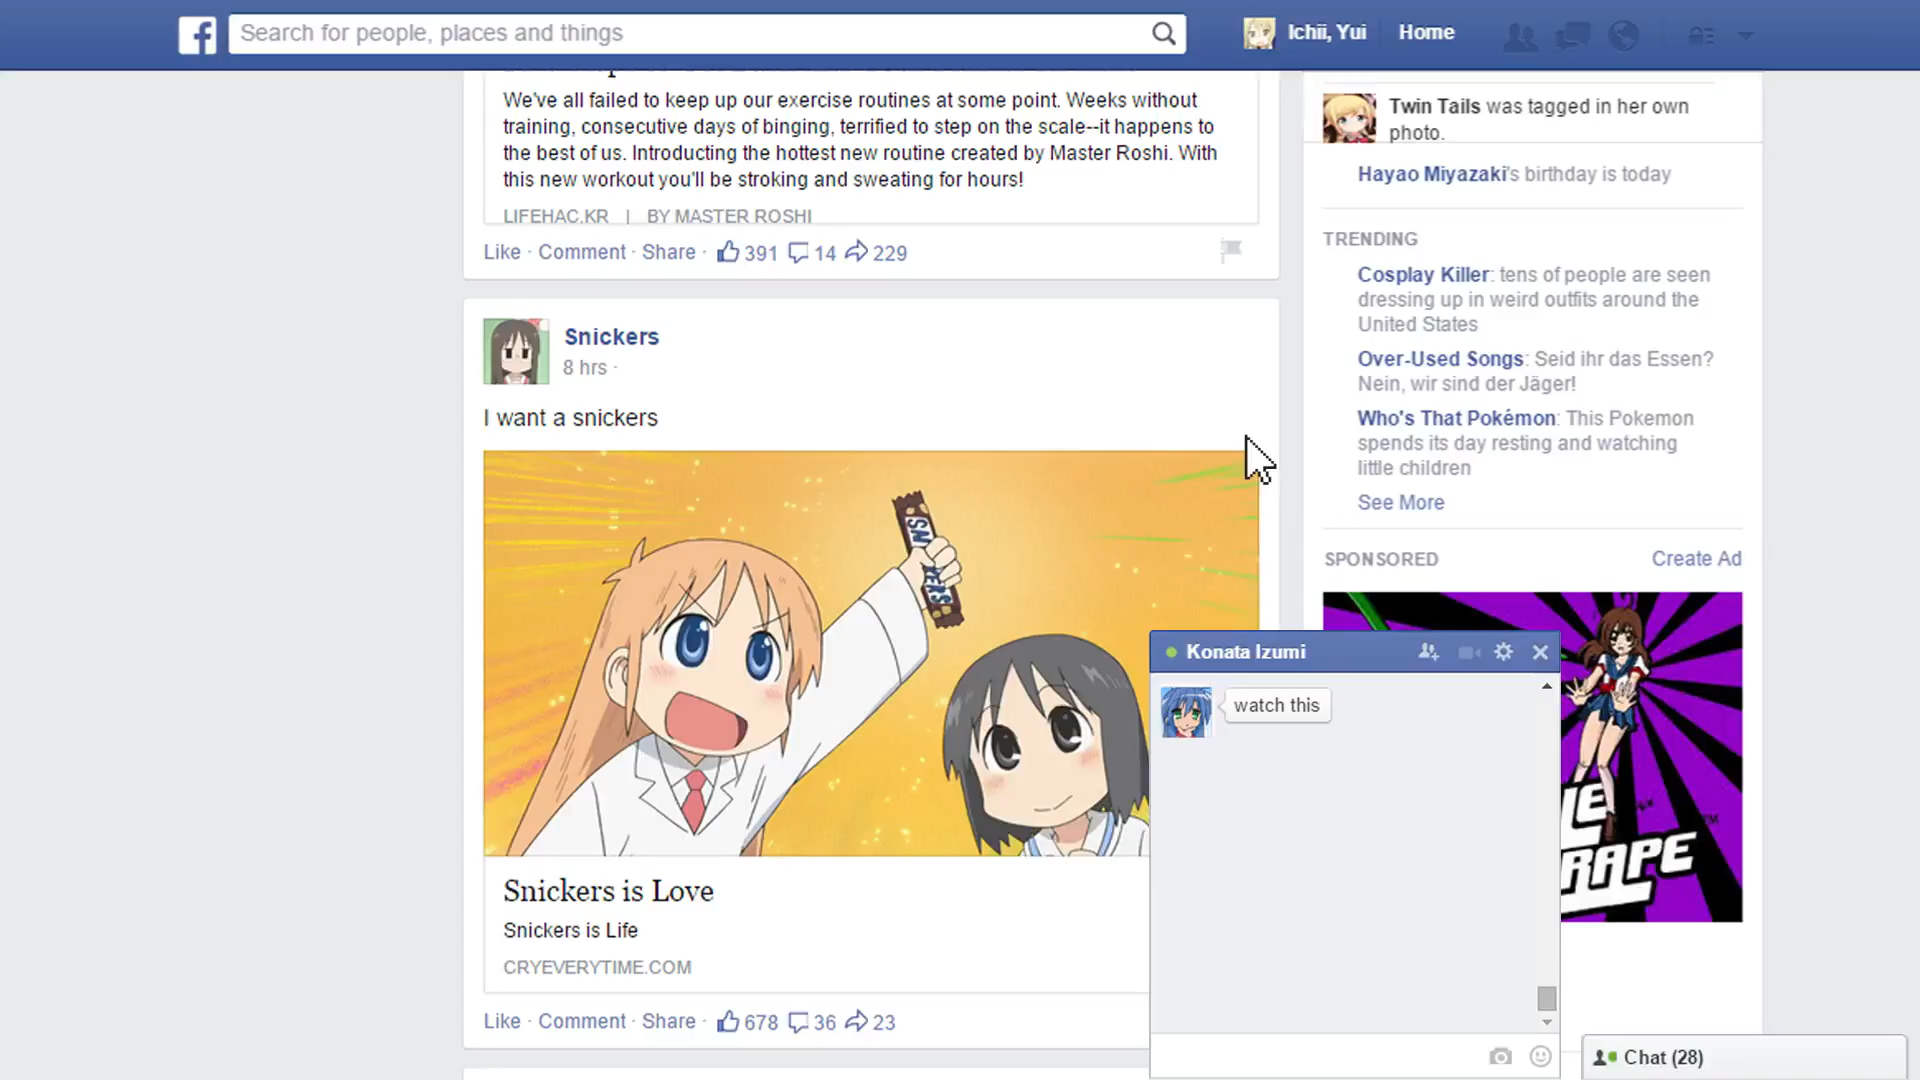 Search for people, places and things
Ichii, Yui
Home
We've all failed to keep up our exercise routines at some point. Weeks without
training, consecutive days of binging, terrified to step on the scale--it happens to
the best of us. Introducting the hottest new routine created by Master Roshi. With
this new workout you'll be stroking and sweating for hours!
LIFEHAC.KR | BY MASTER ROSHI
Like · Comment · Share · 391 14 229
Snickers
8 hrs ·
I want a snickers
Snickers is Love
Snickers is Life
CRYEVERYTIME.COM
Like · Comment · Share · 678 36 23
Twin Tails was tagged in her own
photo.
Hayao Miyazaki's birthday is today
TRENDING
Cosplay Killer: tens of people are seen
dressing up in weird outfits around the
United States
Over-Used Songs: Seid ihr das Essen?
Nein, wir sind der Jäger!
Who's That Pokémon: This Pokemon
spends its day resting and watching
little children
See More
SPONSORED
Create Ad
RAPE
TM
Konata Izumi
watch this
Chat (28)